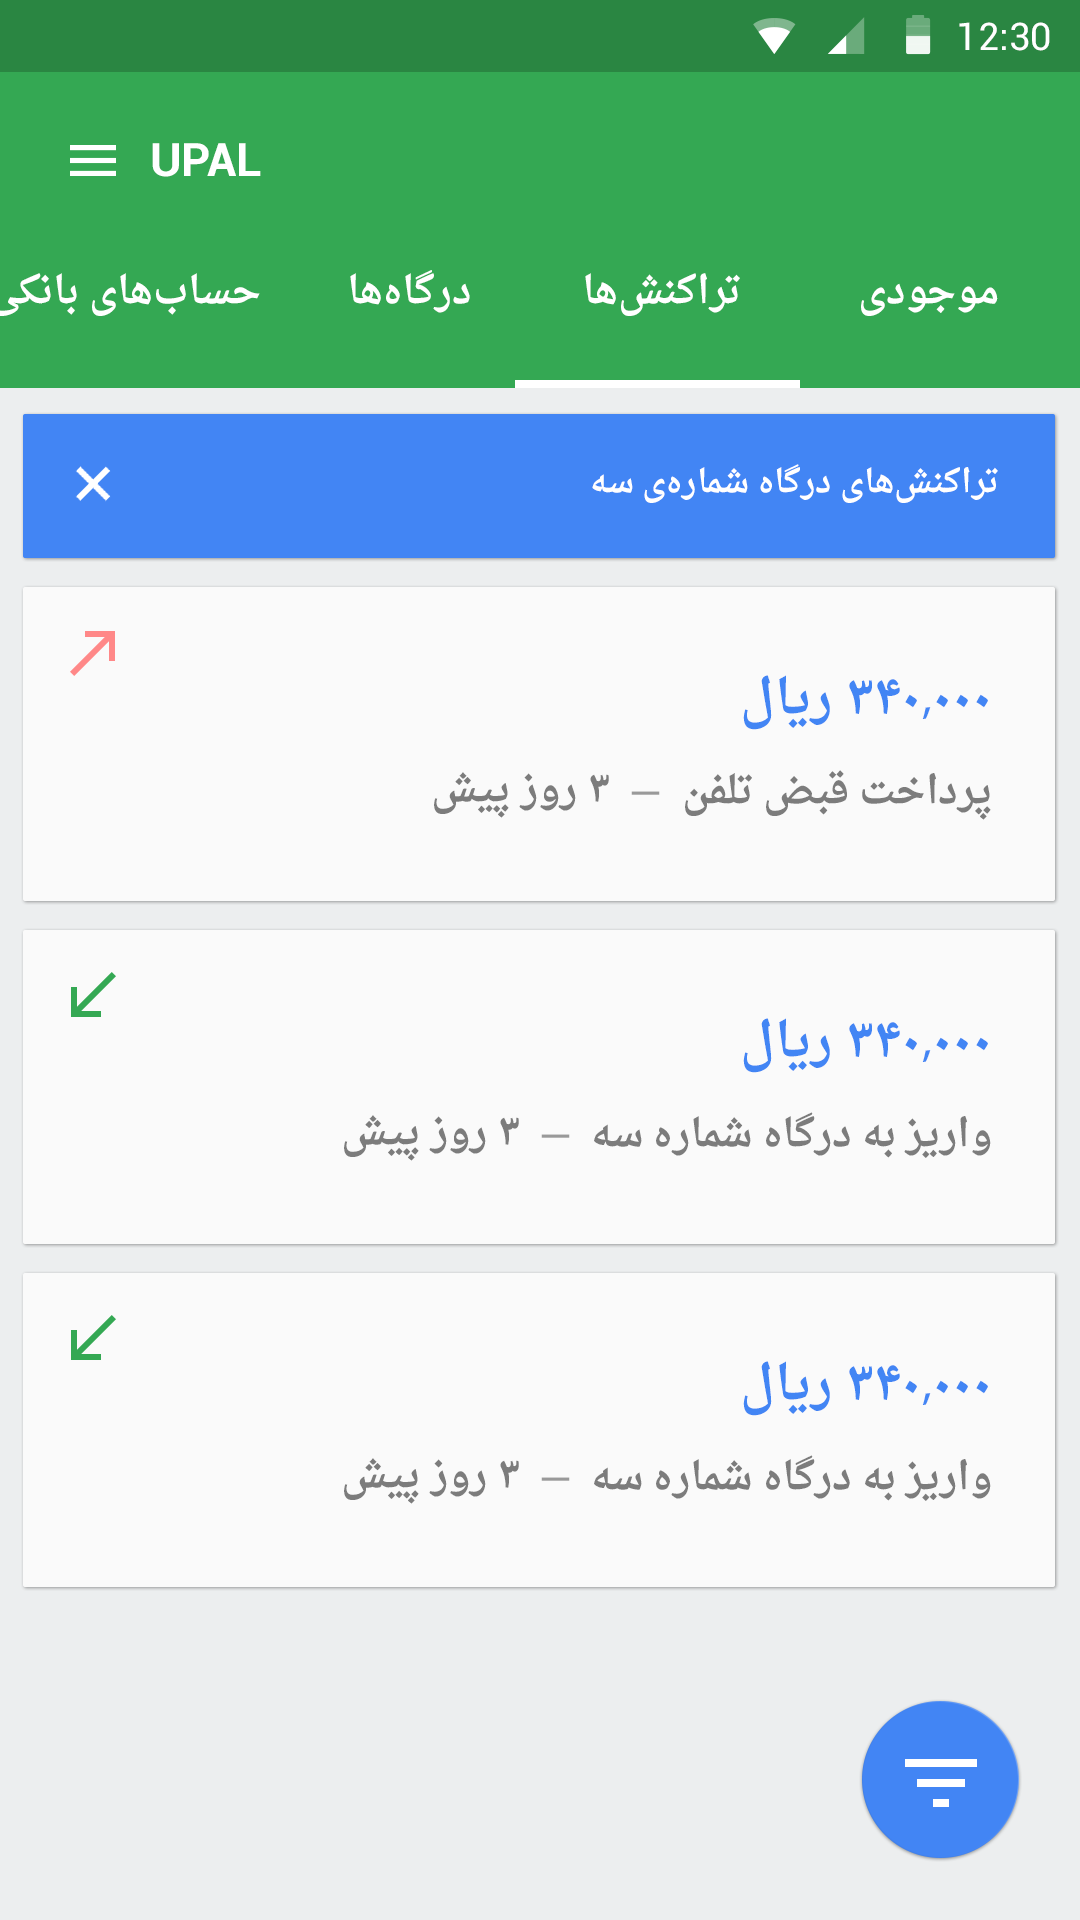 12:30
UPAL
موجودی
تراکنش‌ها
درگاه‌ها
حساب‌های بانکی
تراکنش‌های درگاه شماره‌ی سه
۳۴۰,۰۰۰ ریال
پرداخت قبض تلفن — ۳ روز پیش
۳۴۰,۰۰۰ ریال
واریز به درگاه شماره سه — ۳ روز پیش
۳۴۰,۰۰۰ ریال
واریز به درگاه شماره سه — ۳ روز پیش